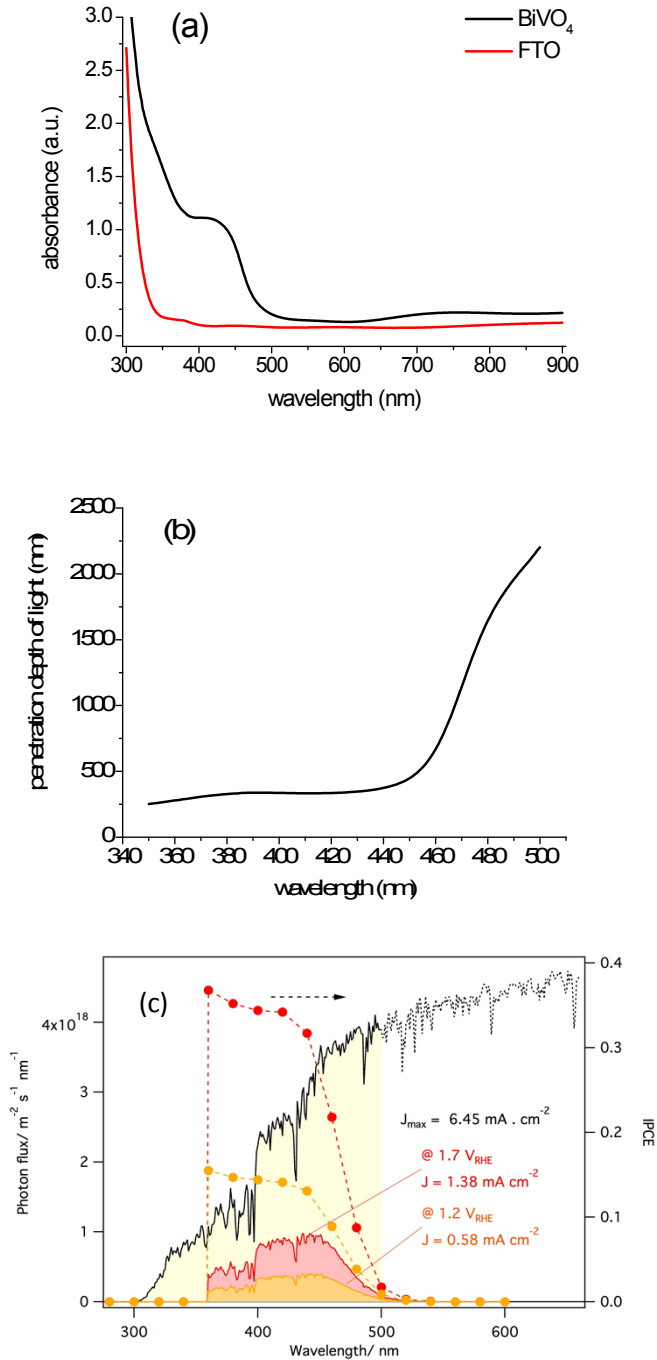 (a)
BiVO₄
FTO
3.0
2.5
2.0
1.5
1.0
0.5
0.0
absorbance (a.u.)
300 400 500 600 700 800 900
wavelength (nm)
(b)
2500
2000
1500
1000
500
0
penetration depth of light (nm)
340 360 380 400 420 440 460 480 500
wavelength (nm)
(c)
4x10¹⁸
3
2
1
0
Photon flux/ m⁻² s⁻¹ nm⁻¹
0.4
0.3
0.2
0.1
0.0
IPCE
Jmax = 6.45 mA . cm⁻²
@ 1.7 VRHE
J = 1.38 mA cm⁻²
@ 1.2 VRHE
J = 0.58 mA cm⁻²
300 400 500 600
Wavelength/ nm